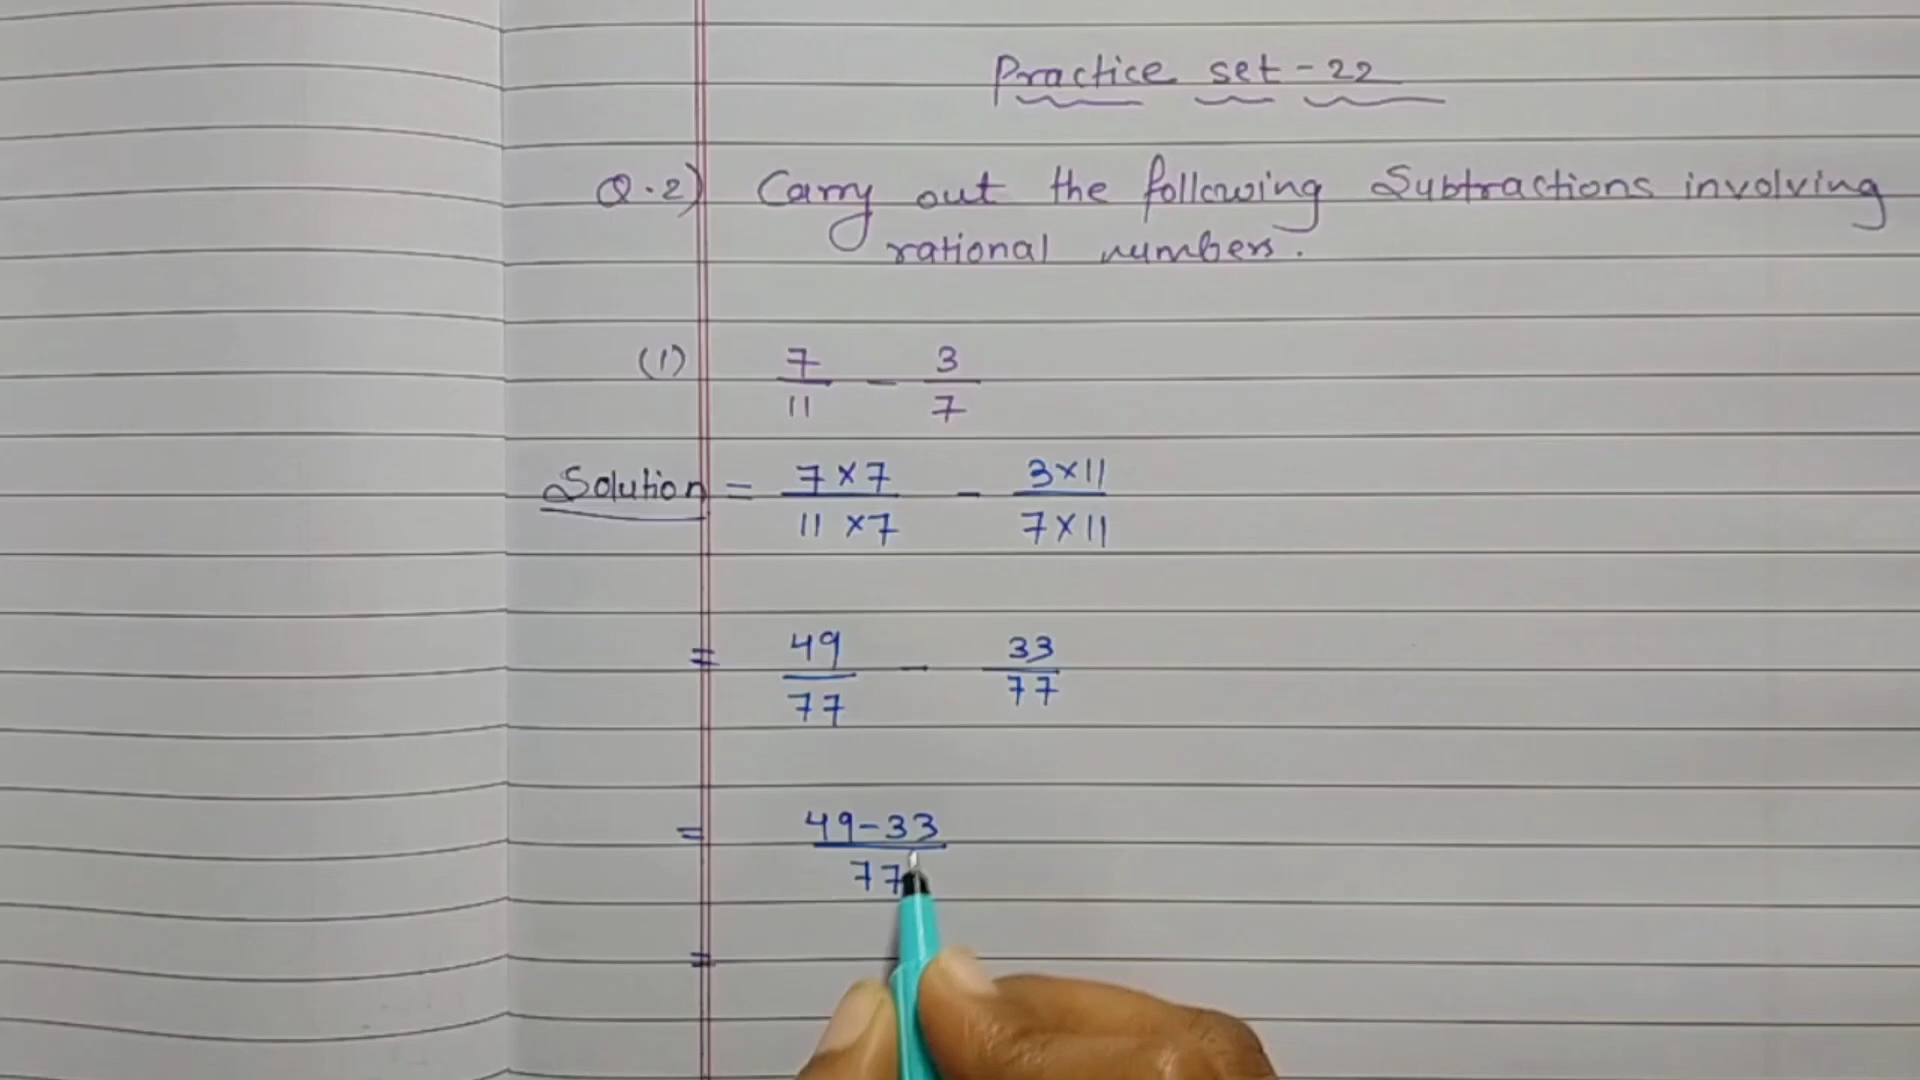 Practice set - 22
Q.2) Carry out the following Subtractions involving
rational numbers.
(1) 7/11 - 3/7
Solution = 7×7/11×7 - 3×11/7×11
= 49/77 - 33/77
= 49-33/77
=